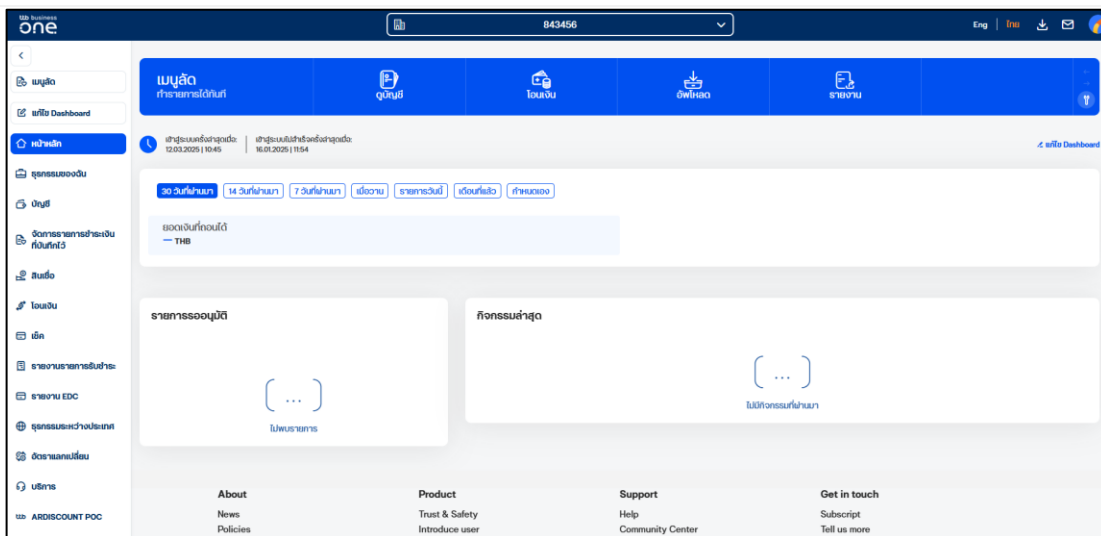 ttb business
one
843456
Eng | ไทย
เมนูลัด
แก้ไข Dashboard
หน้าหลัก
ธุรกรรมของฉัน
บัญชี
จัดการรายการชำระเงิน
ที่บันทึกไว้
สินเชื่อ
โอนเงิน
เช็ค
รายงานรายการรับชำระ
รายงาน EDC
ธุรกรรมระหว่างประเทศ
อัตราแลกเปลี่ยน
บริการ
ttb ARDISCOUNT POC
เมนูลัด
ทำรายการได้ทันที
ดูบัญชี
โอนเงิน
อัพโหลด
รายงาน
เข้าสู่ระบบครั้งล่าสุดเมื่อ:
12.03.2025 | 10:45
เข้าสู่ระบบไม่สำเร็จครั้งล่าสุดเมื่อ:
16.01.2025 | 11:54
แก้ไข Dashboard
30 วันที่ผ่านมา
14 วันที่ผ่านมา
7 วันที่ผ่านมา
เมื่อวาน
รายการวันนี้
เดือนที่แล้ว
กำหนดเอง
ยอดเงินที่ถอนได้
— THB
รายการรออนุมัติ
ไม่พบรายการ
กิจกรรมล่าสุด
ไม่มีกิจกรรมที่ผ่านมา
About
News
Policies
Product
Trust & Safety
Introduce user
Support
Help
Community Center
Get in touch
Subscript
Tell us more